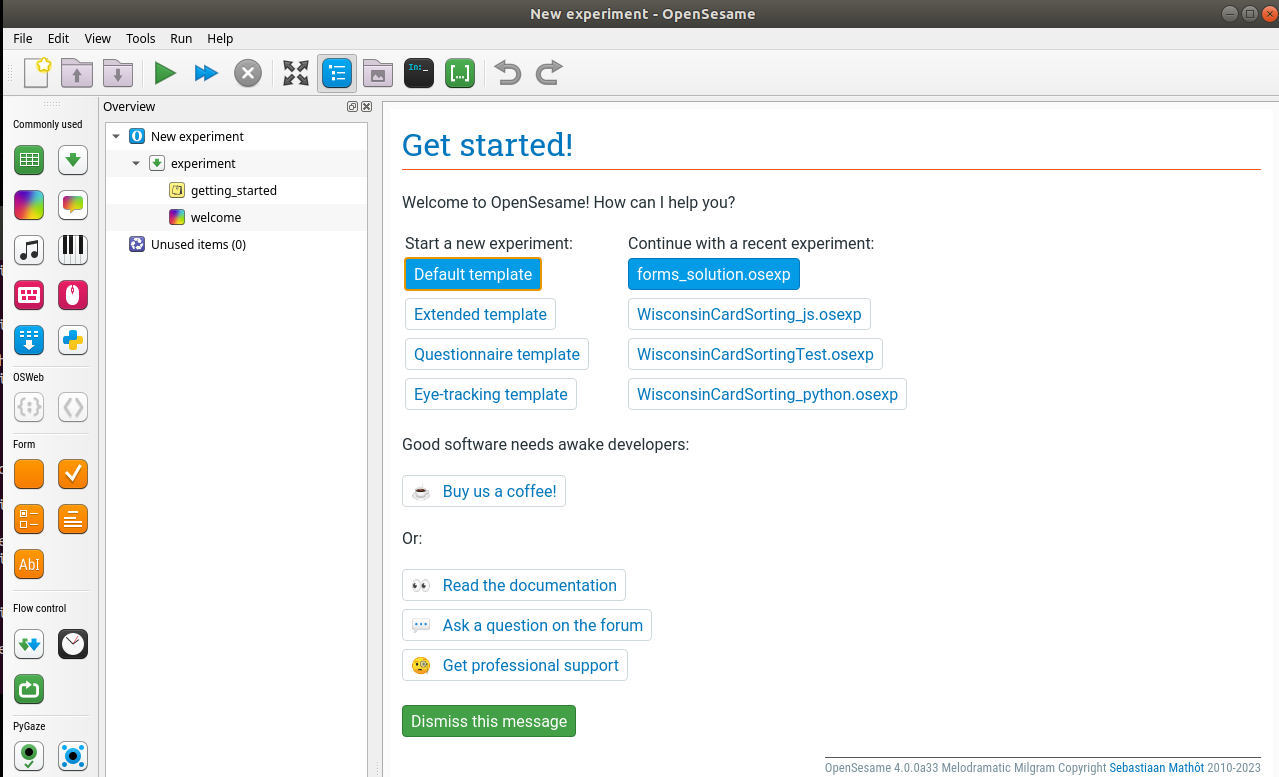 New experiment - OpenSesame
File Edit View Tools Run Help
In:_
[...]
Overview
Commonly used
New experiment
experiment
getting_started
welcome
Unused items (0)
OSWeb
Form
AbI
Flow control
PyGaze
Get started!
Welcome to OpenSesame! How can I help you?
Start a new experiment: Continue with a recent experiment:
Default template forms_solution.osexp
Extended template WisconsinCardSorting_js.osexp
Questionnaire template WisconsinCardSortingTest.osexp
Eye-tracking template WisconsinCardSorting_python.osexp
Good software needs awake developers:
Buy us a coffee!
Or:
Read the documentation
Ask a question on the forum
Get professional support
Dismiss this message
OpenSesame 4.0.0a33 Melodramatic Milgram Copyright Sebastiaan Mathôt 2010-2023